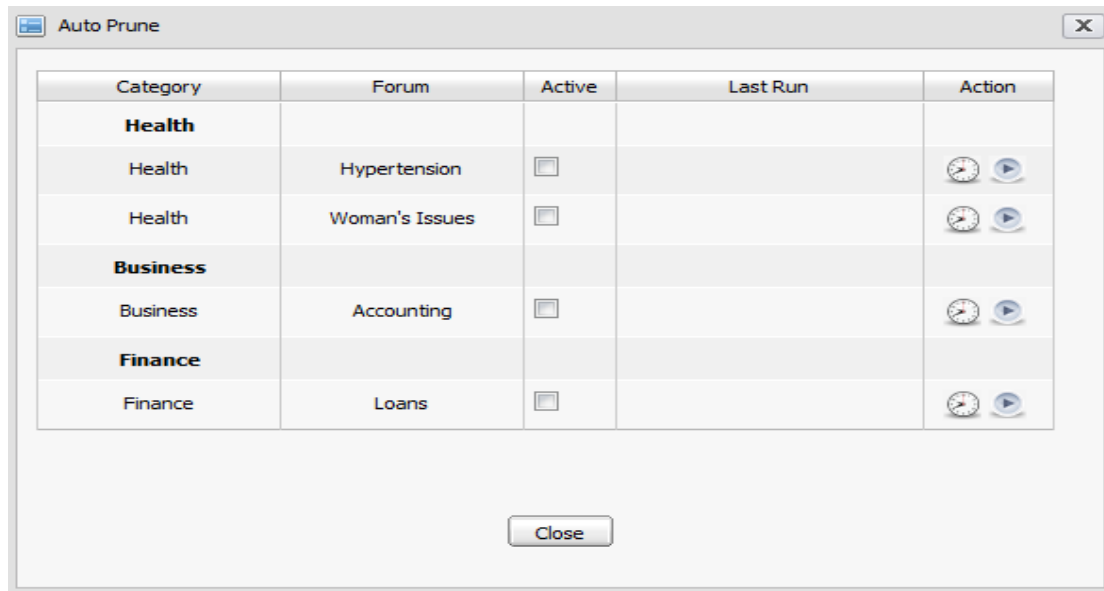 Auto Prune
Category Forum Active Last Run Action
Health
Health Hypertension
Health Woman's Issues
Business
Business Accounting
Finance
Finance Loans
Close